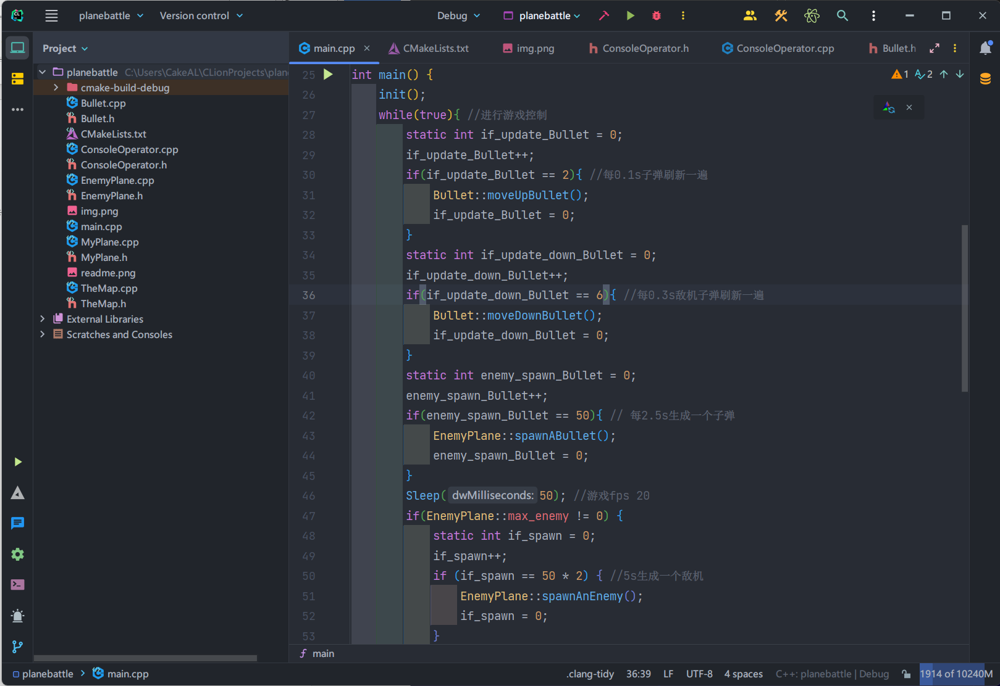 planebattle Version control Debug planebattle
Project
main.cpp CMakeLists.txt img.png ConsoleOperator.h ConsoleOperator.cpp Bullet.h
planebattle C:\Users\CakeAL\CLionProjects\plane
cmake-build-debug
Bullet.cpp
Bullet.h
CMakeLists.txt
ConsoleOperator.cpp
ConsoleOperator.h
EnemyPlane.cpp
EnemyPlane.h
img.png
main.cpp
MyPlane.cpp
MyPlane.h
readme.png
TheMap.cpp
TheMap.h
External Libraries
Scratches and Consoles
1 2
25 int main() {
26 init();
27 while(true){ //进行游戏控制
28 static int if_update_Bullet = 0;
29 if_update_Bullet++;
30 if(if_update_Bullet == 2){ //每0.1s子弹刷新一遍
31 Bullet::moveUpBullet();
32 if_update_Bullet = 0;
33 }
34 static int if_update_down_Bullet = 0;
35 if_update_down_Bullet++;
36 if(if_update_down_Bullet == 6){ //每0.3s敌机子弹刷新一遍
37 Bullet::moveDownBullet();
38 if_update_down_Bullet = 0;
39 }
40 static int enemy_spawn_Bullet = 0;
41 enemy_spawn_Bullet++;
42 if(enemy_spawn_Bullet == 50){ // 每2.5s生成一个子弹
43 EnemyPlane::spawnABullet();
44 enemy_spawn_Bullet = 0;
45 }
46 Sleep( dwMilliseconds: 50); //游戏fps 20
47 if(EnemyPlane::max_enemy != 0) {
48 static int if_spawn = 0;
49 if_spawn++;
50 if (if_spawn == 50 * 2) { //5s生成一个敌机
51 EnemyPlane::spawnAnEnemy();
52 if_spawn = 0;
53 }
f main
planebattle main.cpp .clang-tidy 36:39 LF UTF-8 4 spaces C++: planebattle | Debug 1914 of 10240M